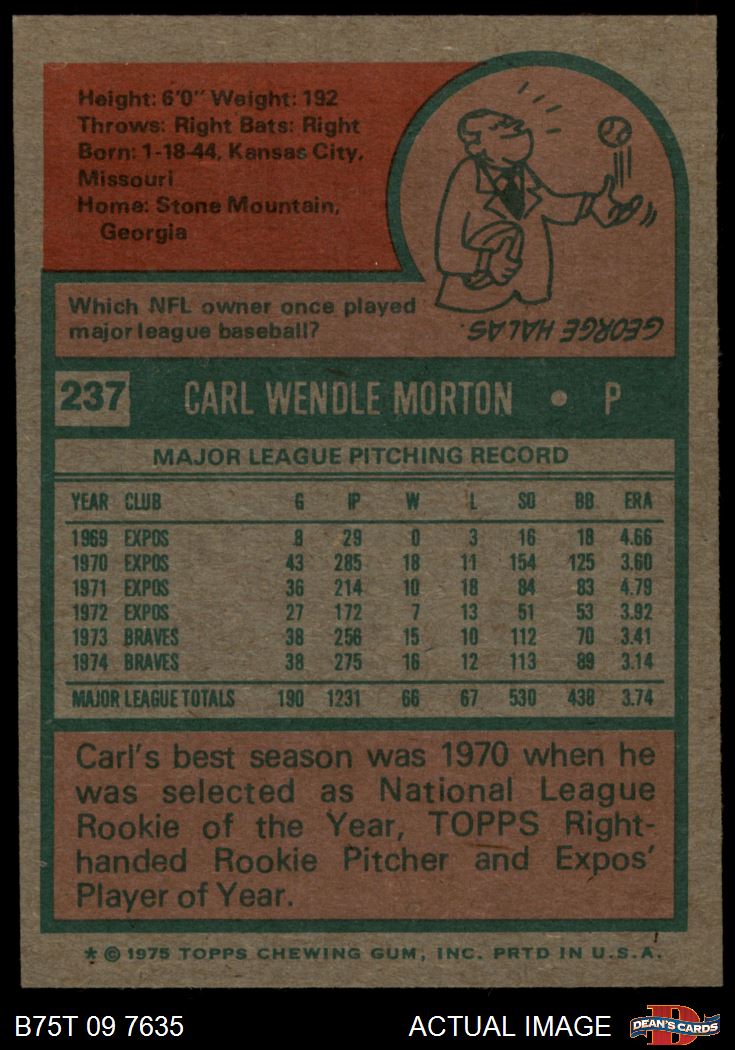 Height: 6'0" Weight: 192
Throws: Right Bats: Right
Born: 1-18-44, Kansas City,
Missouri
Home: Stone Mountain,
Georgia
Which NFL owner once played
major league baseball?
GEORGE HALAS.
237 CARL WENDLE MORTON • P
MAJOR LEAGUE PITCHING RECORD
YEAR CLUB G IP W L SO BB ERA
1969 EXPOS 8 29 0 3 16 18 4.66
1970 EXPOS 43 285 18 11 154 125 3.60
1971 EXPOS 36 214 10 18 84 83 4.79
1972 EXPOS 27 172 7 13 51 53 3.92
1973 BRAVES 38 256 15 10 112 70 3.41
1974 BRAVES 38 275 16 12 113 89 3.14
MAJOR LEAGUE TOTALS 190 1231 66 67 530 438 3.74
Carl's best season was 1970 when he
was selected as National League
Rookie of the Year, TOPPS Right-
handed Rookie Pitcher and Expos'
Player of Year.
* © 1975 TOPPS CHEWING GUM, INC. PRTD IN U.S.A.
B75T 09 7635 ACTUAL IMAGE DEAN'S CARDS